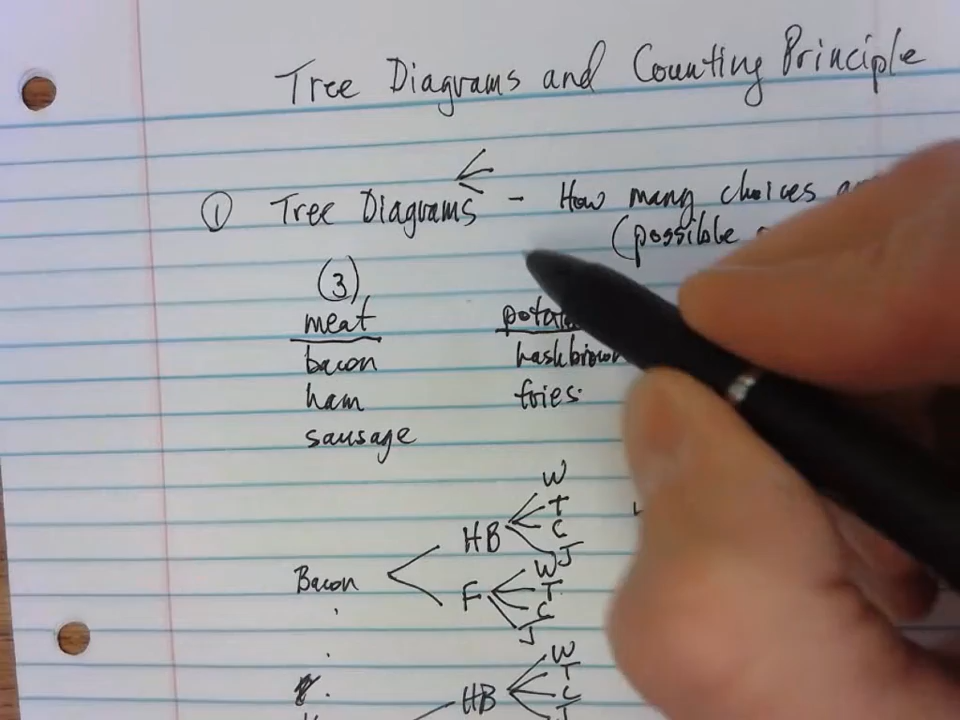 Tree Diagrams and Counting Principle
① Tree Diagrams - How many choices
(possible
(3)
meat
bacon hashbrown
ham fries
sausage
W
T
HB C
J
Bacon W
F T
C
J
W
T
HB C
J